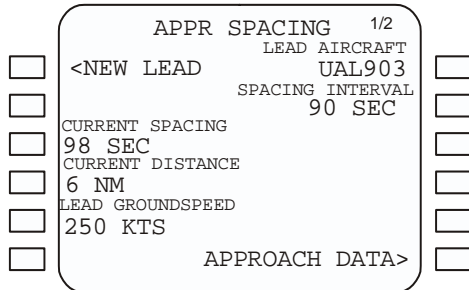 APPR SPACING 1/2
LEAD AIRCRAFT
<NEW LEAD UAL903
SPACING INTERVAL
90 SEC
CURRENT SPACING
98 SEC
CURRENT DISTANCE
6 NM
LEAD GROUNDSPEED
250 KTS
APPROACH DATA>